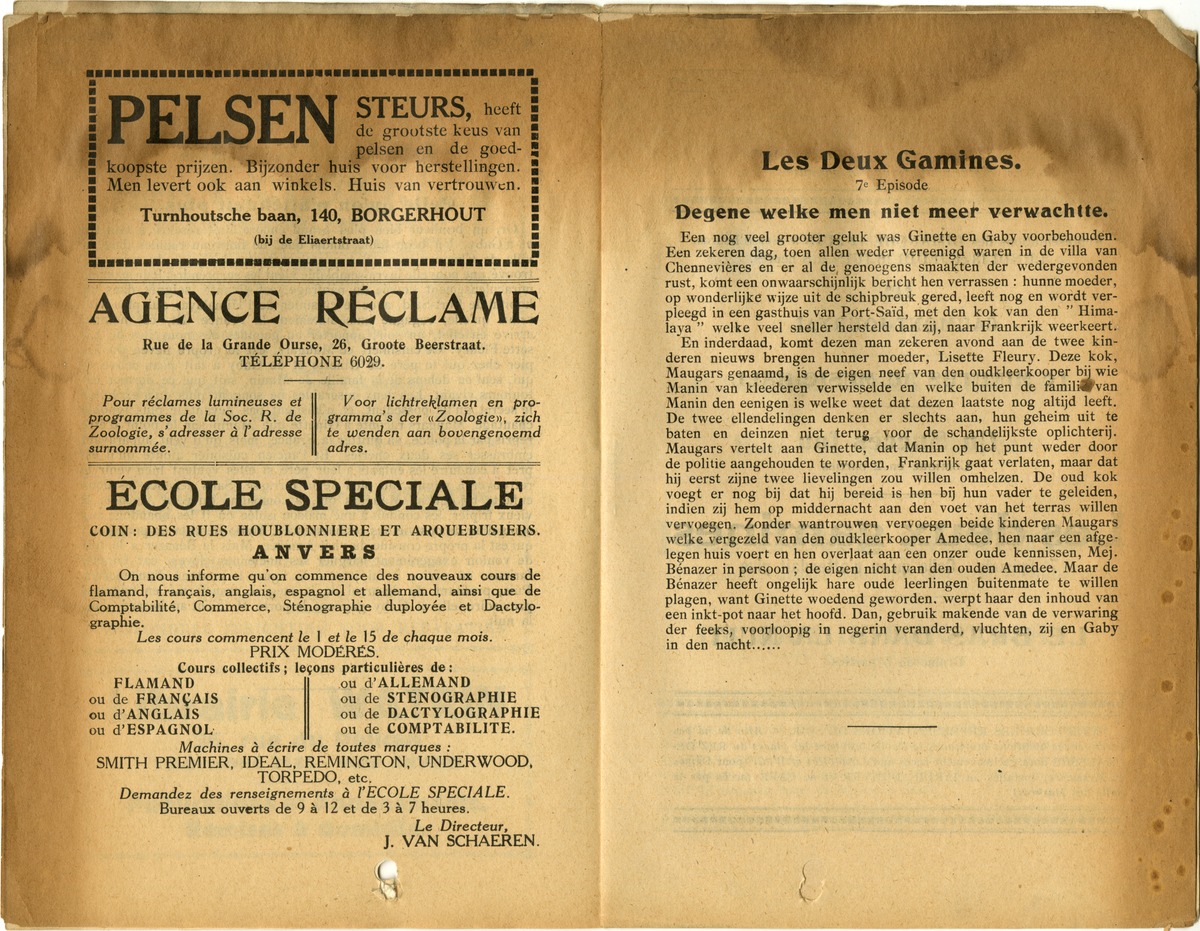 PELSEN STEURS, heeft
de grootste keus van
pelsen en de goed-
koopste prijzen. Bijzonder huis voor herstellingen.
Men levert ook aan winkels. Huis van vertrouwen.
Turnhoutsche baan, 140, BORGERHOUT
(bij de Eliaertstraat)
AGENCE RÉCLAME
Rue de la Grande Ourse, 26, Groote Beerstraat.
TÉLÉPHONE 6029.
Pour réclames lumineuses et
programmes de la Soc. R. de
Zoologie, s'adresser à l'adresse
surnommée.
Voor lichtreklamen en pro-
gramma's der «Zoologie», zich
te wenden aan bovengenoemd
adres.
ÉCOLE SPECIALE
COIN: DES RUES HOUBLONNIERE ET ARQUEBUSIERS.
ANVERS
On nous informe qu'on commence des nouveaux cours de
flamand, français, anglais, espagnol et allemand, ainsi que de
Comptabilité, Commerce, Sténographie duployée et Dactylo-
graphie.
Les cours commencent le 1 et le 15 de chaque mois.
PRIX MODÉRÉS.
Cours collectifs; leçons particulières de:
FLAMAND
ou de FRANÇAIS
ou d'ANGLAIS
ou d'ESPAGNOL
ou d'ALLEMAND
ou de STENOGRAPHIE
ou de DACTYLOGRAPHIE
ou de COMPTABILITE.
Machines à écrire de toutes marques:
SMITH PREMIER, IDEAL, REMINGTON, UNDERWOOD,
TORPEDO, etc.
Demandez des renseignements à l'ECOLE SPECIALE.
Bureaux ouverts de 9 à 12 et de 3 à 7 heures.
Le Directeur,
J. VAN SCHAEREN.
Les Deux Gamines.
7e Episode
Degene welke men niet meer verwachtte.
Een nog veel grooter geluk was Ginette en Gaby voorbehouden.
Een zekeren dag, toen allen weder vereenigd waren in de villa van
Chennevières en er al de genoegens smaakten der wedergevonden
rust, komt een onwaarschijnlijk bericht hen verrassen: hunne moeder,
op wonderlijke wijze uit de schipbreuk gered, leeft nog en wordt ver-
pleegd in een gasthuis van Port-Saïd, met den kok van den " Hima-
laya " welke veel sneller hersteld dan zij, naar Frankrijk weerkeert.
En inderdaad, komt dezen man zekeren avond aan de twee kin-
deren nieuws brengen hunner moeder, Lisette Fleury. Deze kok,
Maugars genaamd, is de eigen neef van den oudkleerkooper bij wie
Manin van kleederen verwisselde en welke buiten de familie van
Manin den eenigen is welke weet dat dezen laatste nog altijd leeft.
De twee ellendelingen denken er slechts aan, hun geheim uit te
baten en deinzen niet terug voor de schandelijkste oplichterij.
Maugars vertelt aan Ginette, dat Manin op het punt weder door
de politie aangehouden te worden, Frankrijk gaat verlaten, maar dat
hij eerst zijne twee lievelingen zou willen omhelzen. De oud kok
voegt er nog bij dat hij bereid is hen bij hun vader te geleiden,
indien zij hem op middernacht aan den voet van het terras willen
vervoegen. Zonder wantrouwen vervoegen beide kinderen Maugars
welke vergezeld van den oudkleerkooper Amedee, hen naar een afge-
legen huis voert en hen overlaat aan een onzer oude kennissen, Mej.
Bénazer in persoon; de eigen nicht van den ouden Amedee. Maar de
Bénazer heeft ongelijk hare oude leerlingen buitenmate te willen
plagen, want Ginette woedend geworden. werpt haar den inhoud van
een inkt-pot naar het hoofd. Dan, gebruik makende van de verwaring
der feeks, voorloopig in negerin veranderd, vluchten, zij en Gaby
in den nacht......